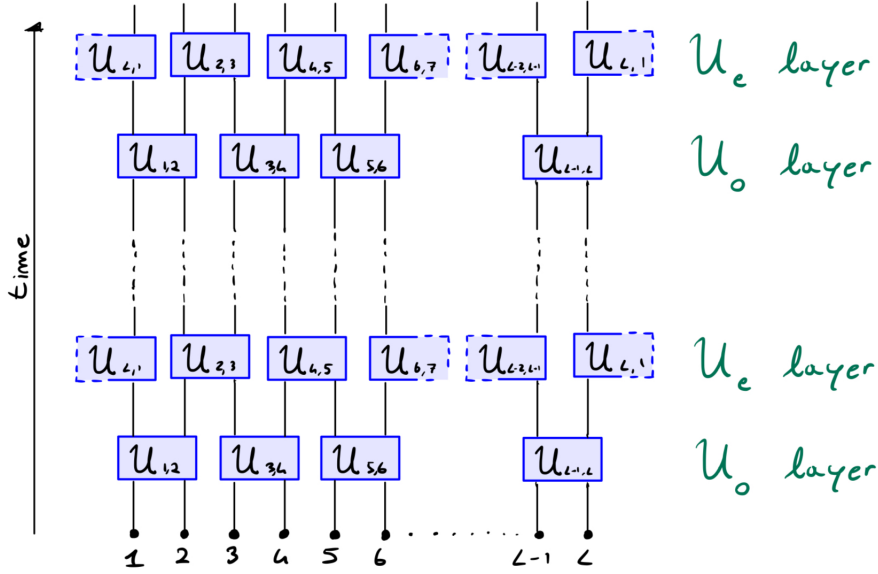 U_{L,1} U_{2,3} U_{4,5} U_{6,7} U_{L-2,L-1} U_{L,1} U_e layer
U_{1,2} U_{3,4} U_{5,6} U_{L-1,L} U_o layer
time
U_{L,1} U_{2,3} U_{4,5} U_{6,7} U_{L-2,L-1} U_{L,1} U_e layer
U_{1,2} U_{3,4} U_{5,6} U_{L-1,L} U_o layer
1 2 3 4 5 6 L-1 L